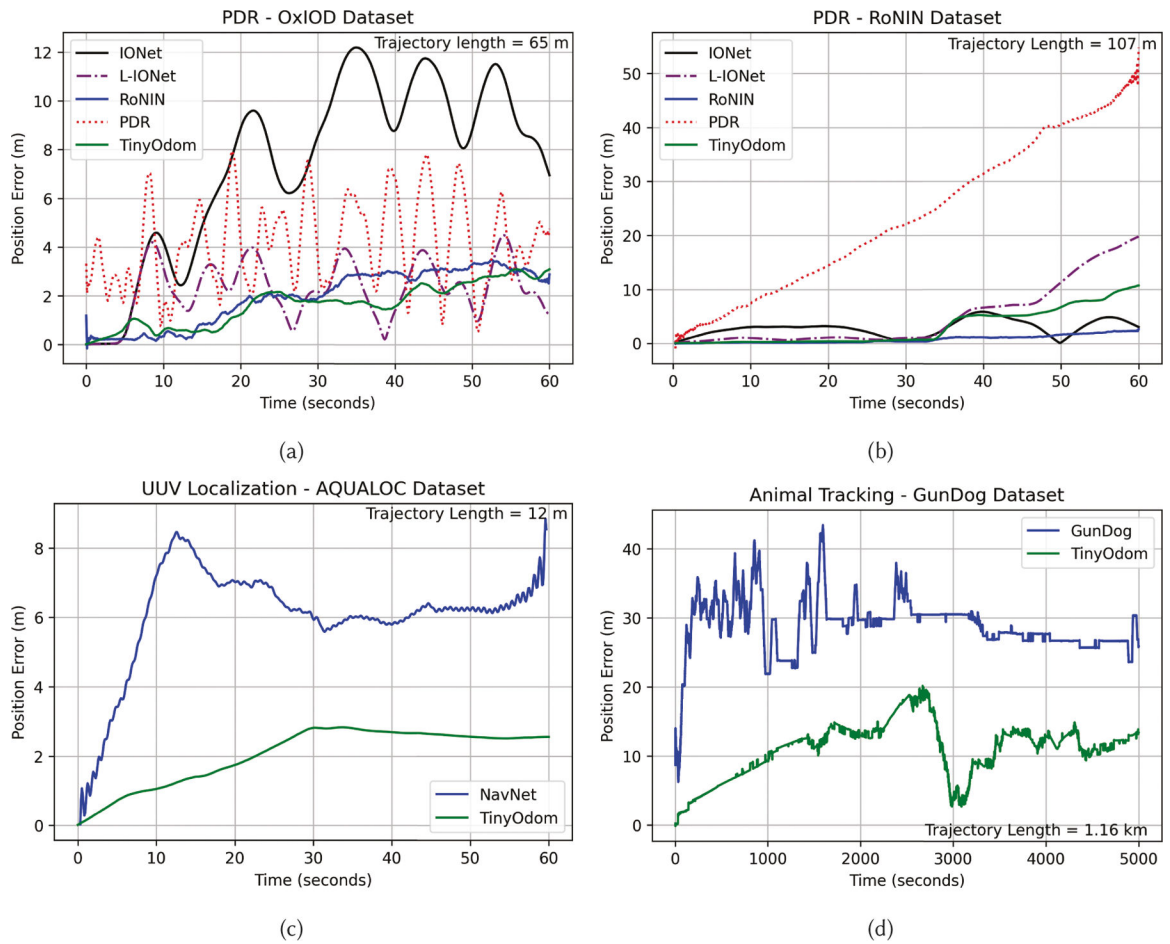 PDR - OxIOD Dataset
Trajectory length = 65 m
IONet
L-IONet
RoNIN
PDR
TinyOdom
Position Error (m)
12
10
8
6
4
2
0
0 10 20 30 40 50 60
Time (seconds)
(a)
PDR - RoNIN Dataset
Trajectory Length = 107 m
IONet
L-IONet
RoNIN
PDR
TinyOdom
Position Error (m)
50
40
30
20
10
0
0 10 20 30 40 50 60
Time (seconds)
(b)
UUV Localization - AQUALOC Dataset
Trajectory Length = 12 m
Position Error (m)
8
6
4
2
0
NavNet
TinyOdom
0 10 20 30 40 50 60
Time (seconds)
(c)
Animal Tracking - GunDog Dataset
GunDog
TinyOdom
Position Error (m)
40
30
20
10
0
Trajectory Length = 1.16 km
0 1000 2000 3000 4000 5000
Time (seconds)
(d)